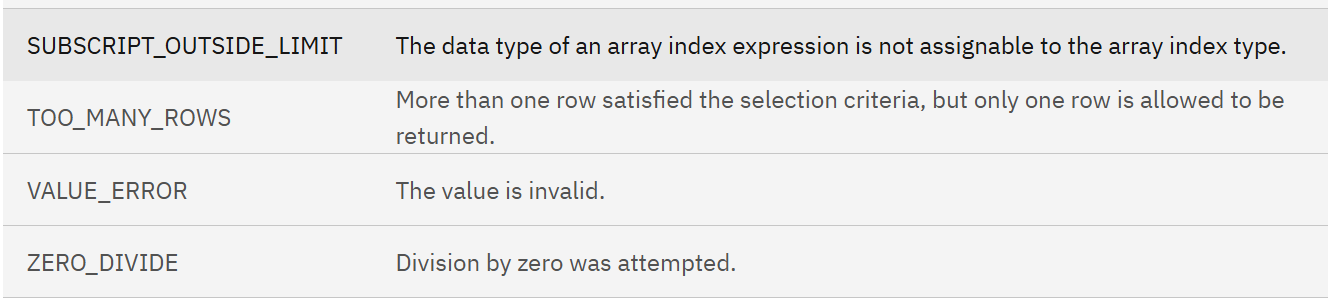 SUBSCRIPT_OUTSIDE_LIMIT The data type of an array index expression is not assignable to the array index type.
TOO_MANY_ROWS More than one row satisfied the selection criteria, but only one row is allowed to be
returned.
VALUE_ERROR The value is invalid.
ZERO_DIVIDE Division by zero was attempted.